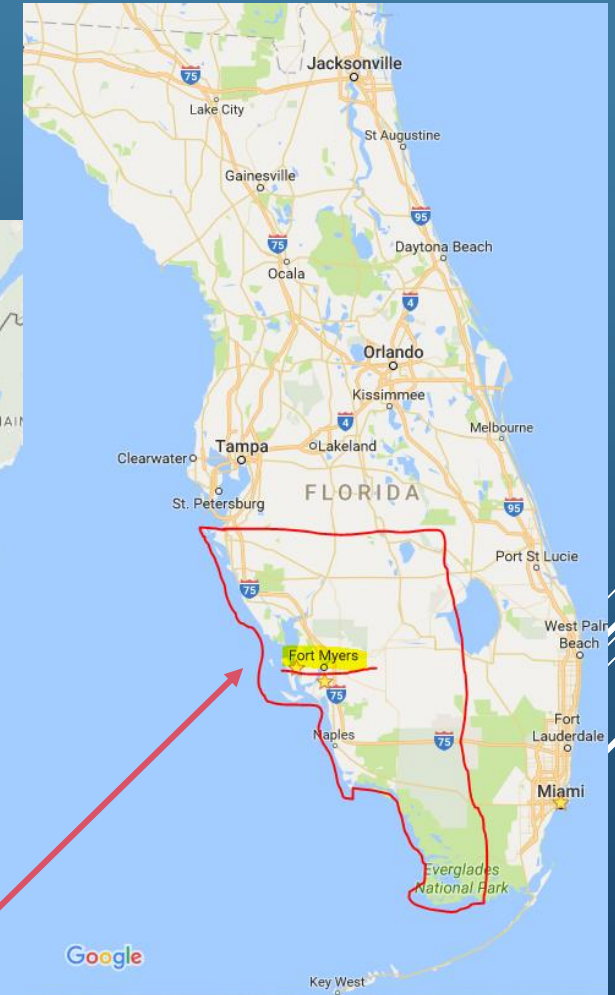 Jacksonville
75
Lake City
St Augustine
Gainesville
95
75
Daytona Beach
Ocala
4
Orlando
Kissimmee
4
Melbourne
Clearwater
Tampa
Lakeland
St. Petersburg
FLORIDA
95
Port St Lucie
75
West Palm
Beach
Fort Myers
75
Naples
75
Fort
Lauderdale
Miami
Everglades
National Park
Google
Key West